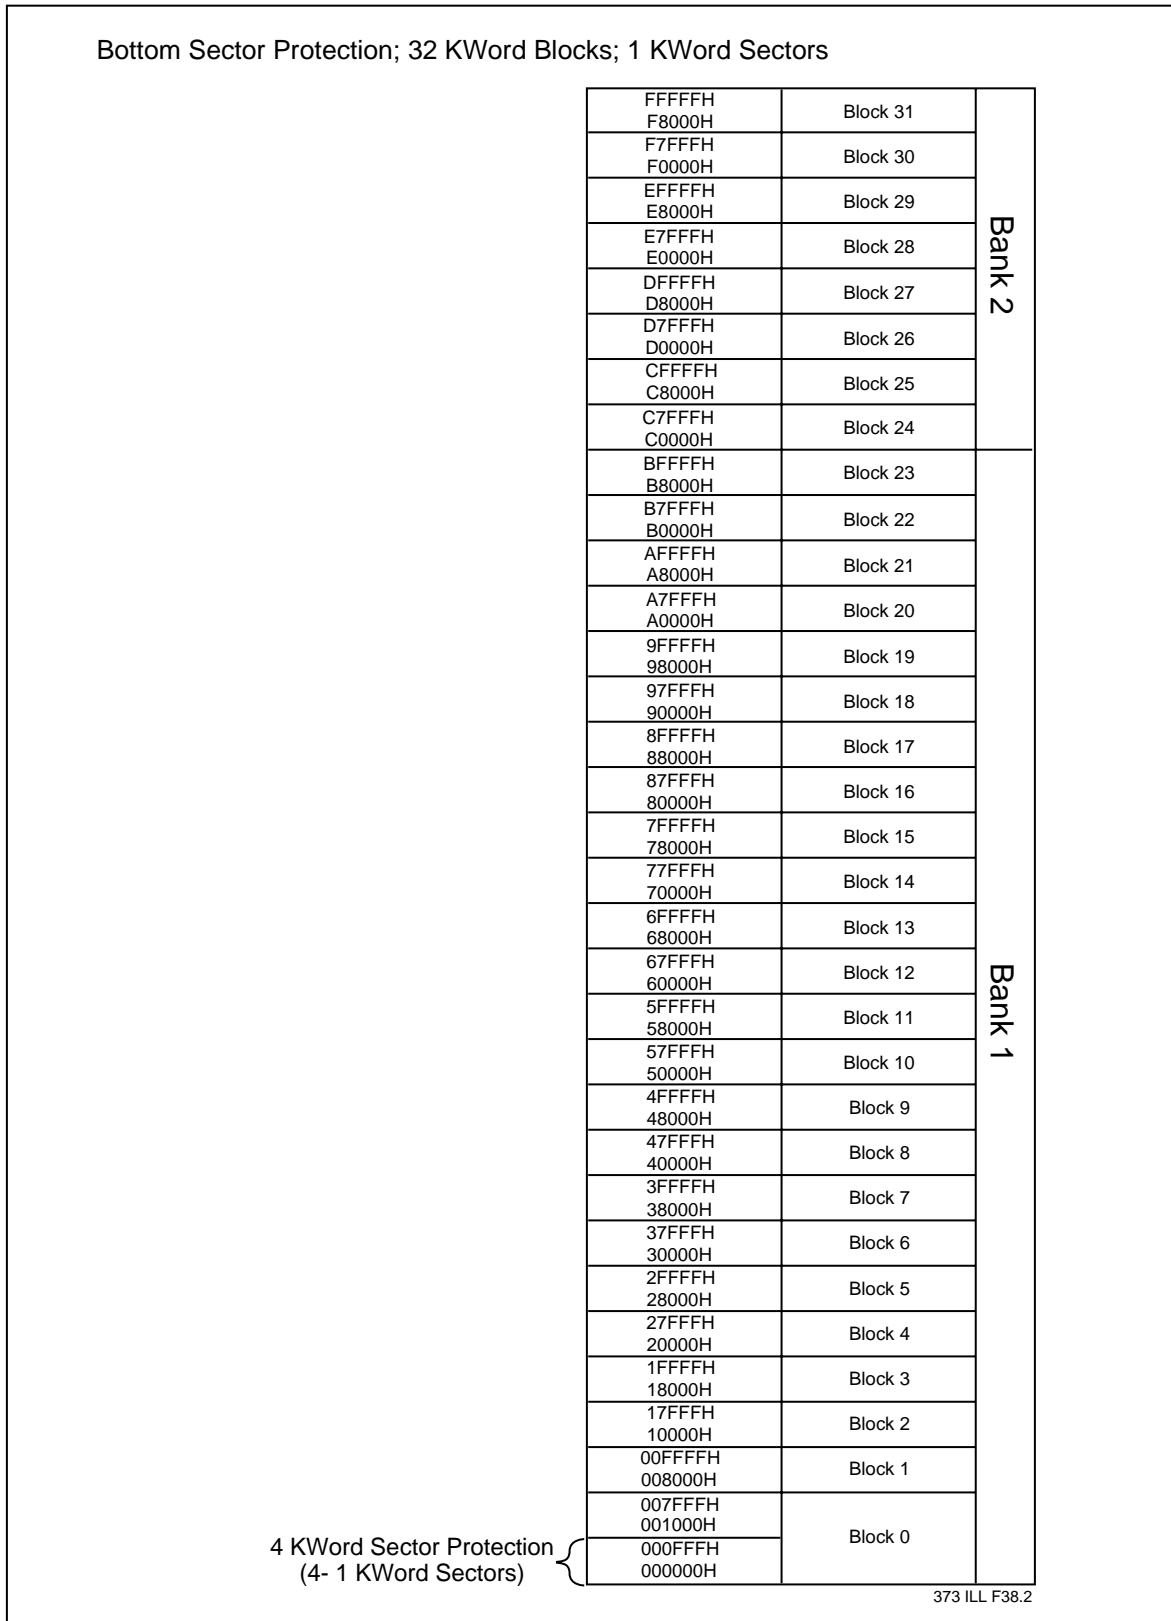 Bottom Sector Protection; 32 KWord Blocks; 1 KWord Sectors
FFFFFH
F8000H
Block 31
F7FFFH
F0000H
Block 30
EFFFFH
E8000H
Block 29
E7FFFH
E0000H
Block 28
DFFFFH
D8000H
Block 27
D7FFFH
D0000H
Block 26
CFFFFH
C8000H
Block 25
C7FFFH
C0000H
Block 24
Bank 2
BFFFFH
B8000H
Block 23
B7FFFH
B0000H
Block 22
AFFFFH
A8000H
Block 21
A7FFFH
A0000H
Block 20
9FFFFH
98000H
Block 19
97FFFH
90000H
Block 18
8FFFFH
88000H
Block 17
87FFFH
80000H
Block 16
7FFFFH
78000H
Block 15
77FFFH
70000H
Block 14
6FFFFH
68000H
Block 13
67FFFH
60000H
Block 12
5FFFFH
58000H
Block 11
57FFFH
50000H
Block 10
4FFFFH
48000H
Block 9
47FFFH
40000H
Block 8
3FFFFH
38000H
Block 7
37FFFH
30000H
Block 6
2FFFFH
28000H
Block 5
27FFFH
20000H
Block 4
1FFFFH
18000H
Block 3
17FFFH
10000H
Block 2
00FFFFH
008000H
Block 1
007FFFH
001000H
000FFFH
000000H
Block 0
Bank 1
4 KWord Sector Protection
(4- 1 KWord Sectors)
373 ILL F38.2